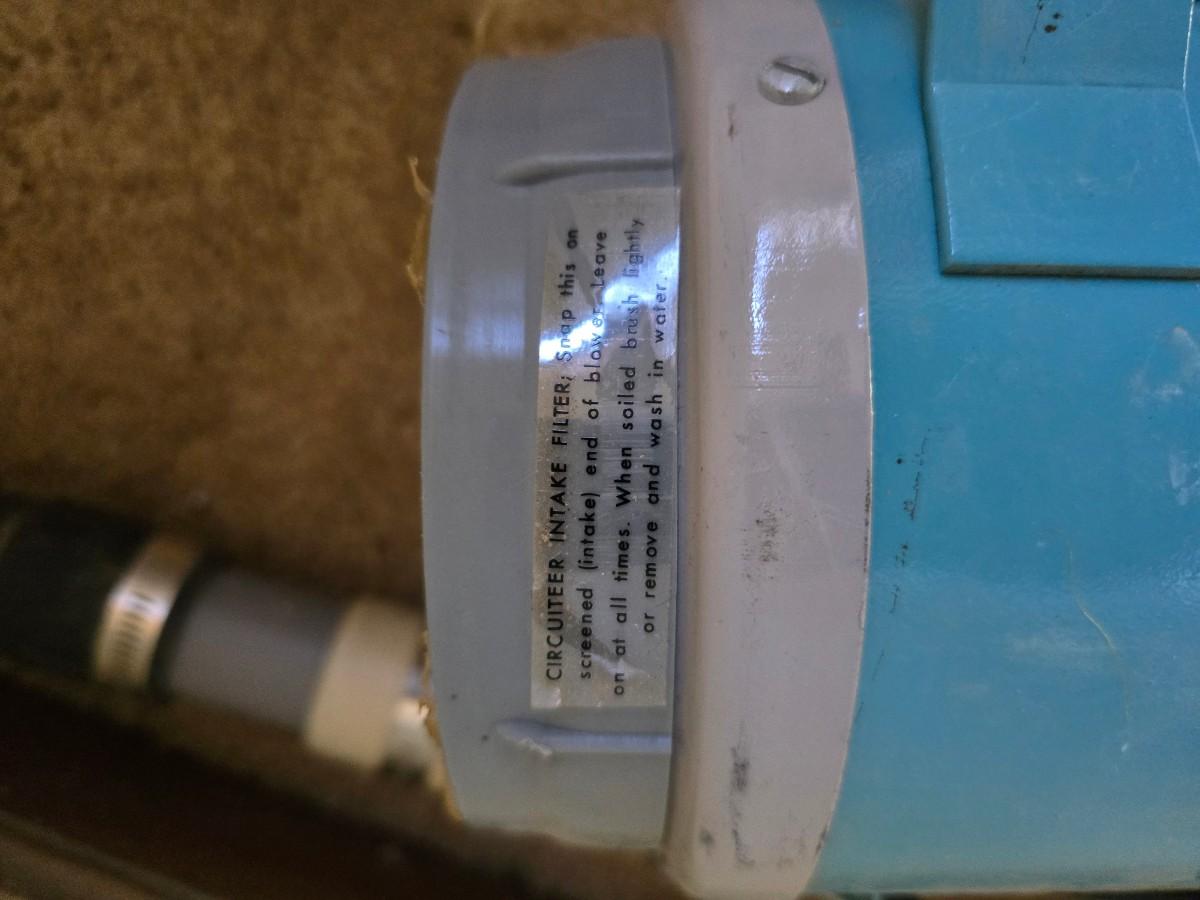 CIRCUITEER INTAKE FILTER; Snap this on
screened (intake) end of blower. Leave
on at all times. When soiled brush lightly
or remove and wash in water.